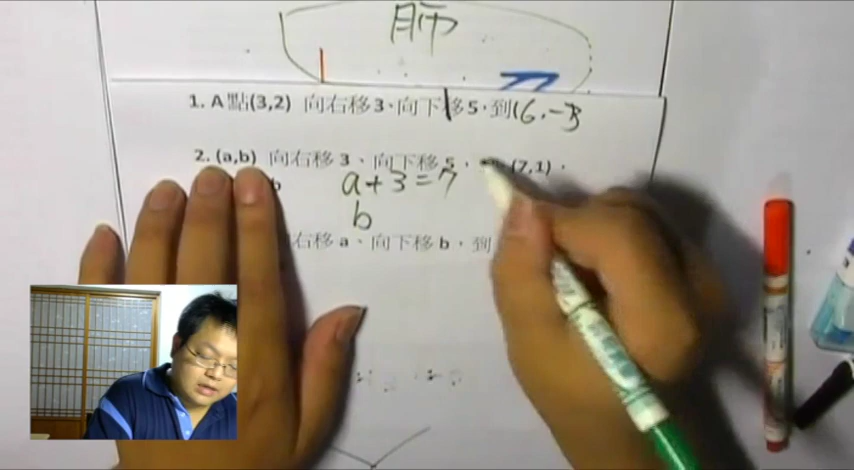 肺
1. A點(3,2) 向右移3、向下移5，到(6,-3
2. (a,b) 向右移3、向下移5， (7,1)，
b
a+3=7
b
右移a、向下移b，到